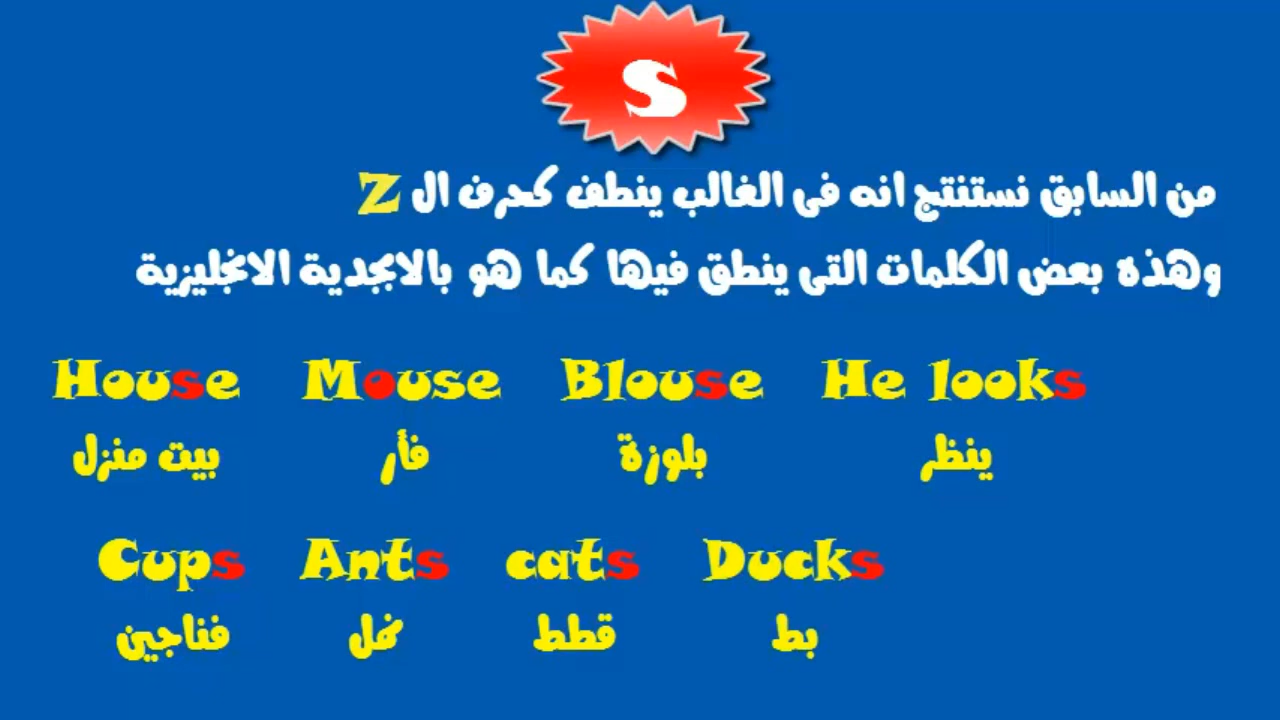 S
من السابق نستنتج انه فى الغالب ينطف كحرف ال Z
وهذه بعض الكلمات التى ينطق فيها كما هو بالابجدية الانجليزية
House Mouse Blouse He looks
بيت منزل فأر بلوزة ينظر
Cups Ants cats Ducks
فناجين نمل قطط بط